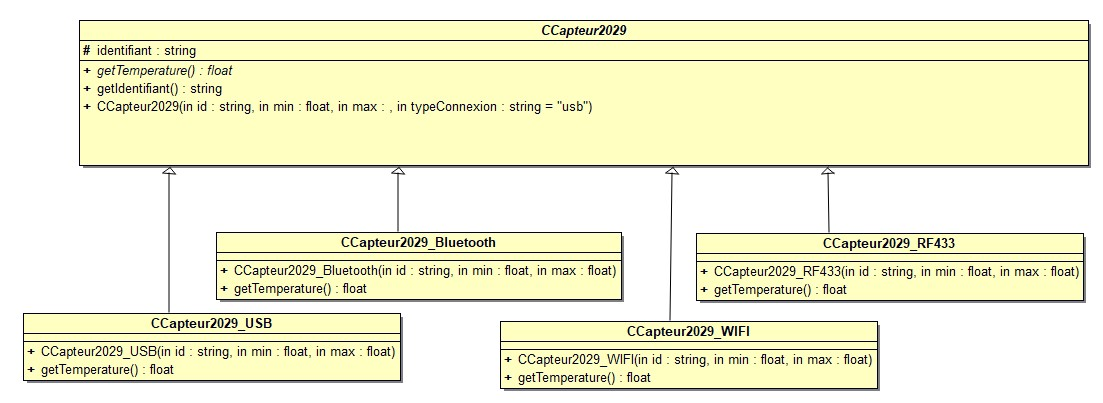 CCapteur2029
# identifiant : string
+ getTemperature() : float
+ getIdentifiant() : string
+ CCapteur2029(in id : string, in min : float, in max : , in typeConnexion : string = "usb")
CCapteur2029_Bluetooth
+ CCapteur2029_Bluetooth(in id : string, in min : float, in max : float)
+ getTemperature() : float
CCapteur2029_RF433
+ CCapteur2029_RF433(in id : string, in min : float, in max : float)
+ getTemperature() : float
CCapteur2029_USB
+ CCapteur2029_USB(in id : string, in min : float, in max : float)
+ getTemperature() : float
CCapteur2029_WIFI
+ CCapteur2029_WIFI(in id : string, in min : float, in max : float)
+ getTemperature() : float